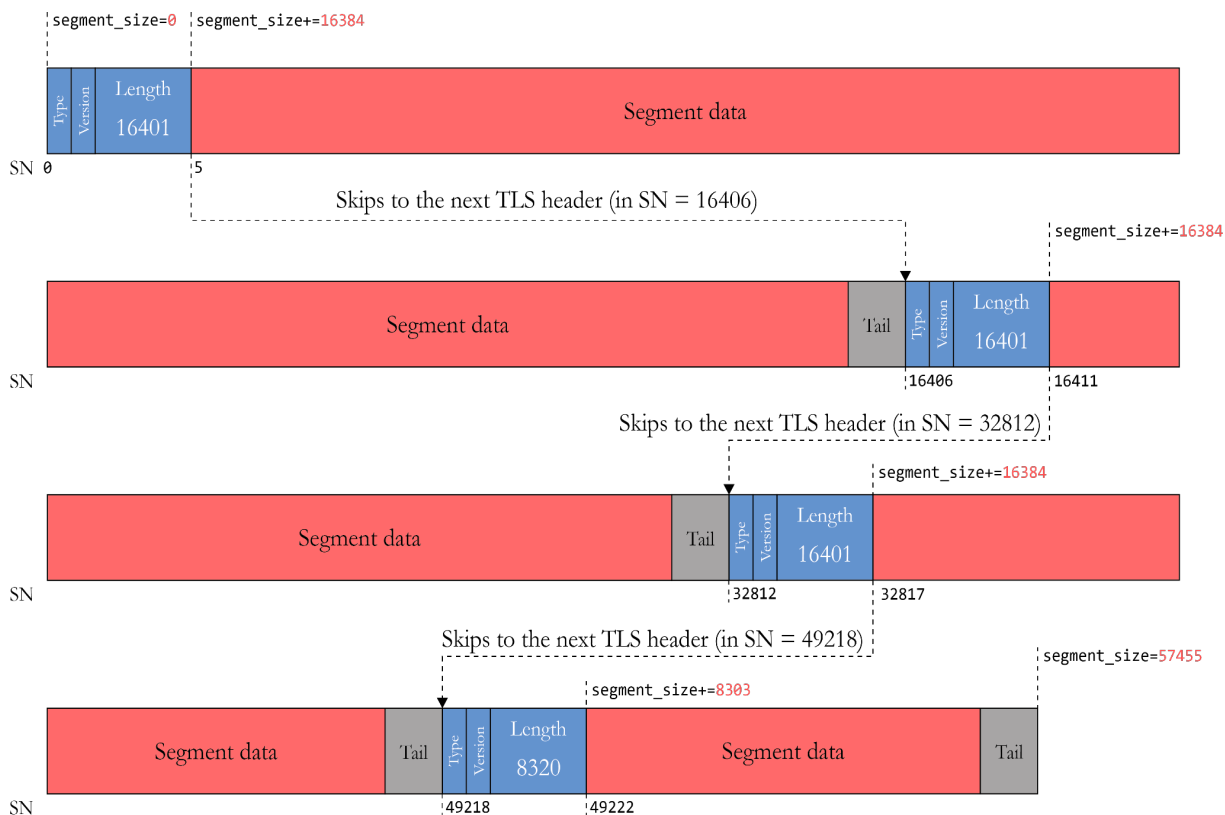 segment_size=0
segment_size+=16384
Type
Version
Length
16401
Segment data
SN
0
5
Skips to the next TLS header (in SN = 16406)
segment_size+=16384
Segment data
Tail
Type
Version
Length
16401
SN
16406
16411
Skips to the next TLS header (in SN = 32812)
segment_size+=16384
Segment data
Tail
Type
Version
Length
16401
SN
32812
32817
Skips to the next TLS header (in SN = 49218)
segment_size=57455
segment_size+=8303
Segment data
Tail
Type
Version
Length
8320
Segment data
Tail
SN
49218
49222